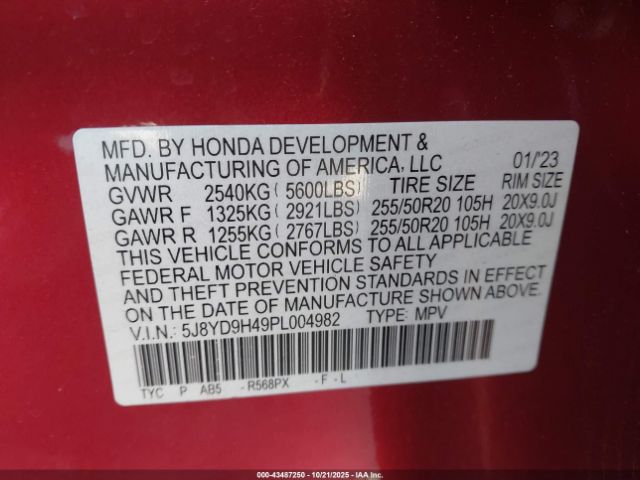 MFD. BY HONDA DEVELOPMENT &
MANUFACTURING OF AMERICA, LLC 01/'23
GVWR 2540KG ( 5600LBS) TIRE SIZE RIM SIZE
GAWR F 1325KG ( 2921LBS) 255/50R20 105H 20X9.0J
GAWR R 1255KG ( 2767LBS) 255/50R20 105H 20X9.0J
THIS VEHICLE CONFORMS TO ALL APPLICABLE
FEDERAL MOTOR VEHICLE SAFETY
AND THEFT PREVENTION STANDARDS IN EFFECT
ON THE DATE OF MANUFACTURE SHOWN ABOVE.
V.I.N.: 5J8YD9H49PL004982 TYPE: MPV
TYC P AB5 -R568PX -F-L
000-43487250 - 10/21/2025 - Copyright © 2025 IAA, Inc.